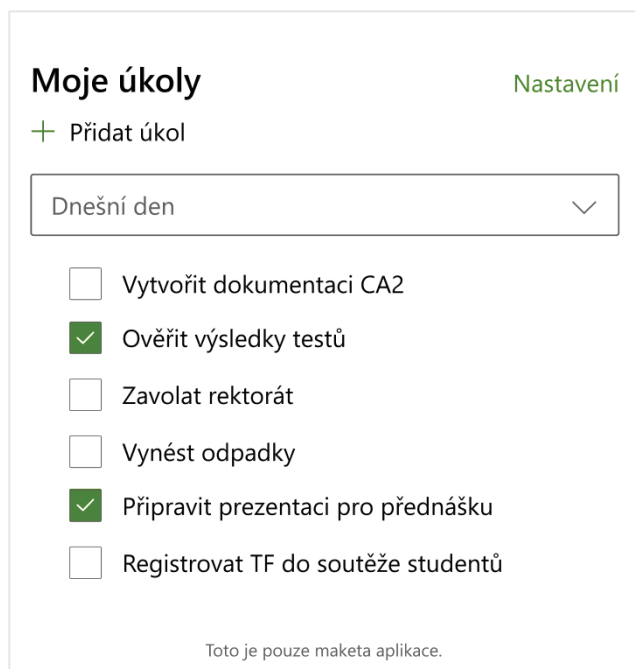 Moje úkoly
Nastavení
Přidat úkol
Dnešní den
Vytvořit dokumentaci CA2
Ověřit výsledky testů
Zavolat rektorát
Vynést odpadky
Připravit prezentaci pro přednášku
Registrovat TF do soutěže studentů
Toto je pouze maketa aplikace.